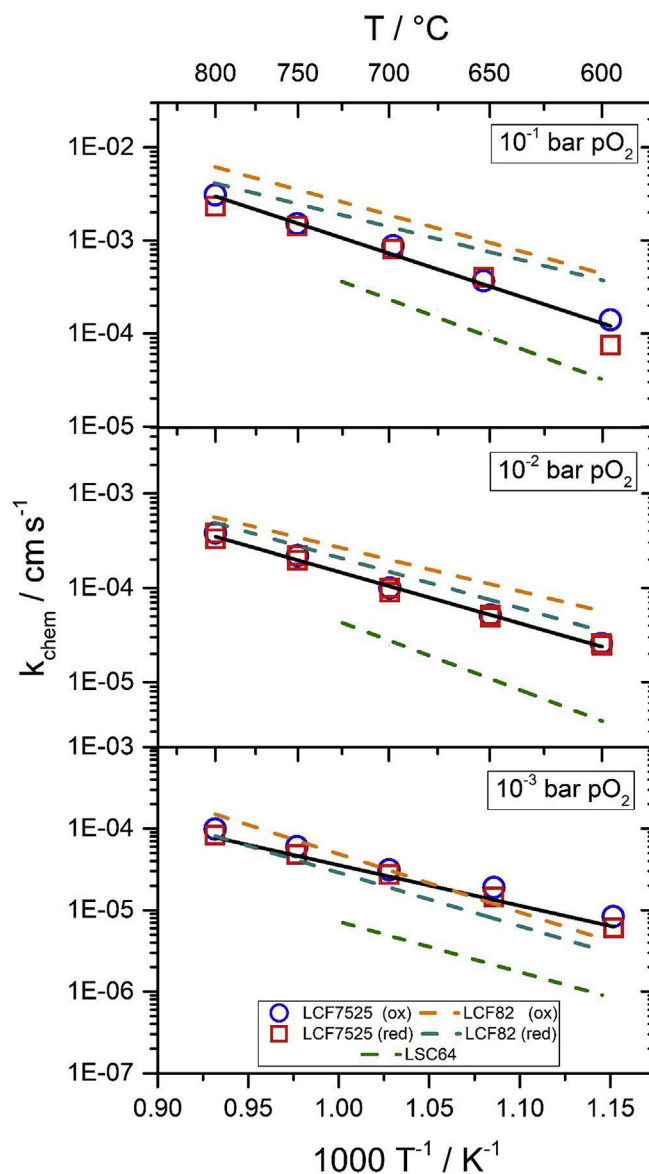 T / °C
800 750 700 650 600
10⁻¹ bar pO₂
1E-02
1E-03
1E-04
1E-05
10⁻² bar pO₂
1E-03
1E-04
1E-05
1E-03
10⁻³ bar pO₂
1E-04
1E-05
1E-06
1E-07
k_chem / cm s⁻¹
LCF7525 (ox) LCF82 (ox)
LCF7525 (red) LCF82 (red)
LSC64
0.90 0.95 1.00 1.05 1.10 1.15
1000 T⁻¹ / K⁻¹